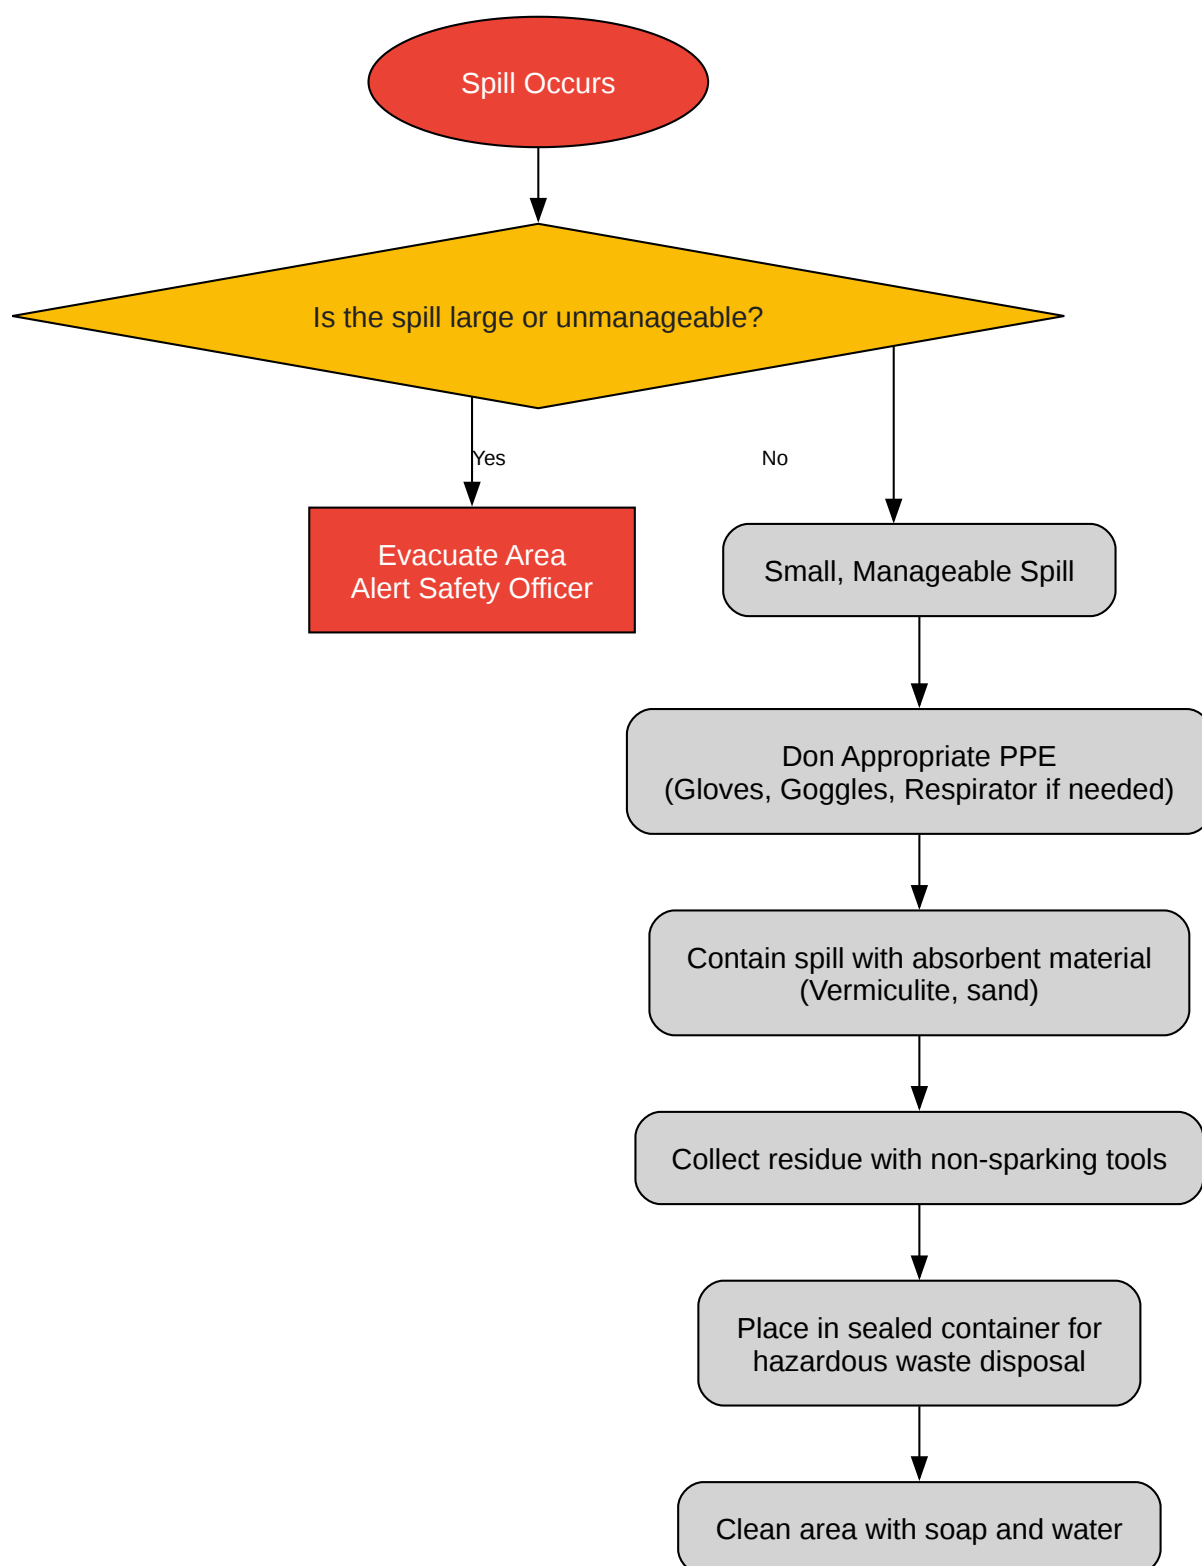 Spill Occurs
Is the spill large or unmanageable?
Yes
No
Evacuate Area
Alert Safety Officer
Small, Manageable Spill
Don Appropriate PPE
(Gloves, Goggles, Respirator if needed)
Contain spill with absorbent material
(Vermiculite, sand)
Collect residue with non-sparking tools
Place in sealed container for
hazardous waste disposal
Clean area with soap and water